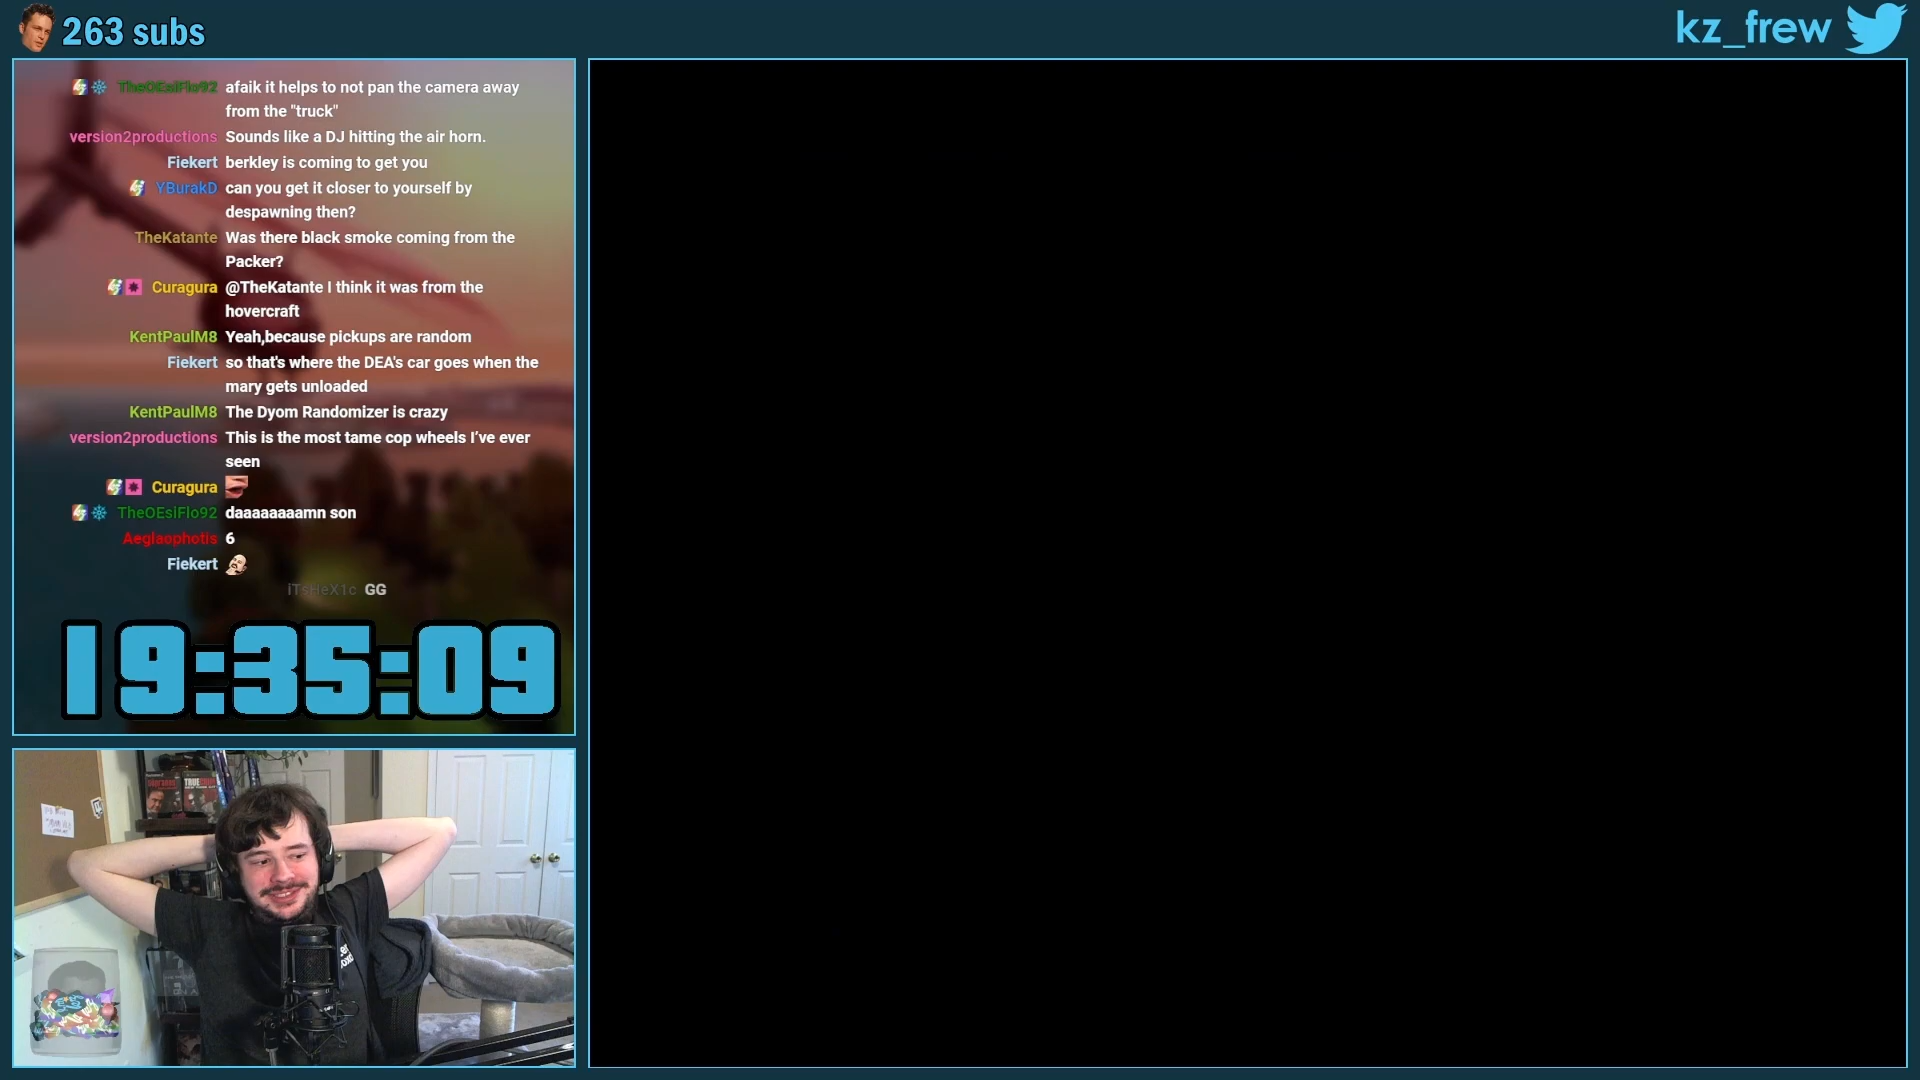 263 subs
kz_frew
TheOEsiFlo92 afaik it helps to not pan the camera away
from the "truck"
version2productions Sounds like a DJ hitting the air horn.
Fiekert berkley is coming to get you
YBurakD can you get it closer to yourself by
despawning then?
TheKatante Was there black smoke coming from the
Packer?
Curagura @TheKatante I think it was from the
hovercraft
KentPaulM8 Yeah,because pickups are random
Fiekert so that's where the DEA's car goes when the
mary gets unloaded
KentPaulM8 The Dyom Randomizer is crazy
version2productions This is the most tame cop wheels I've ever
seen
Curagura
TheOEsiFlo92 daaaaaaaamn son
Aeglaophotis 6
Fiekert
iTsHeX1c GG
19:35:09
TRUE